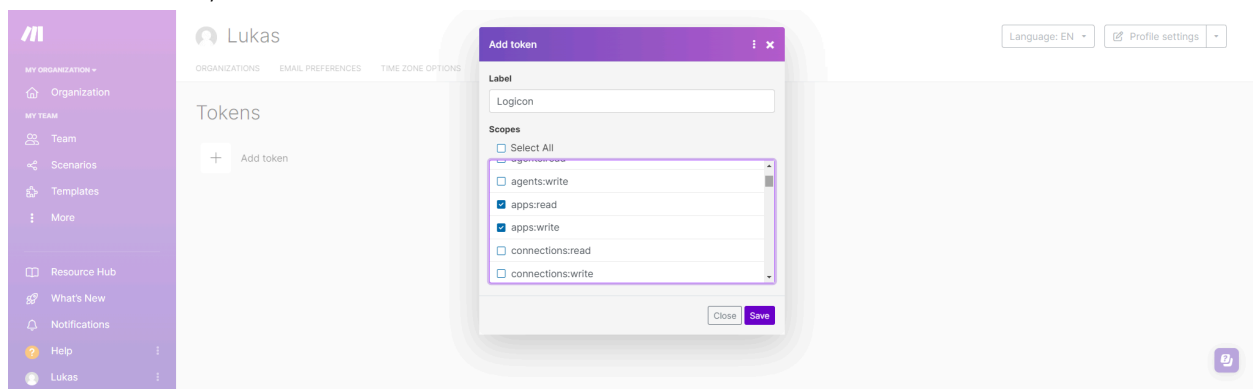 Lukas
Language: EN
Profile settings
ORGANIZATIONS EMAIL PREFERENCES TIME ZONE OPTIONS
MY ORGANIZATION
Organization
MY TEAM
Team
Scenarios
Templates
More
Resource Hub
What's New
Notifications
Help
Lukas
Tokens
Add token
Add token
Label
Logicon
Scopes
Select All
agents:read
agents:write
apps:read
apps:write
connections:read
connections:write
Close Save